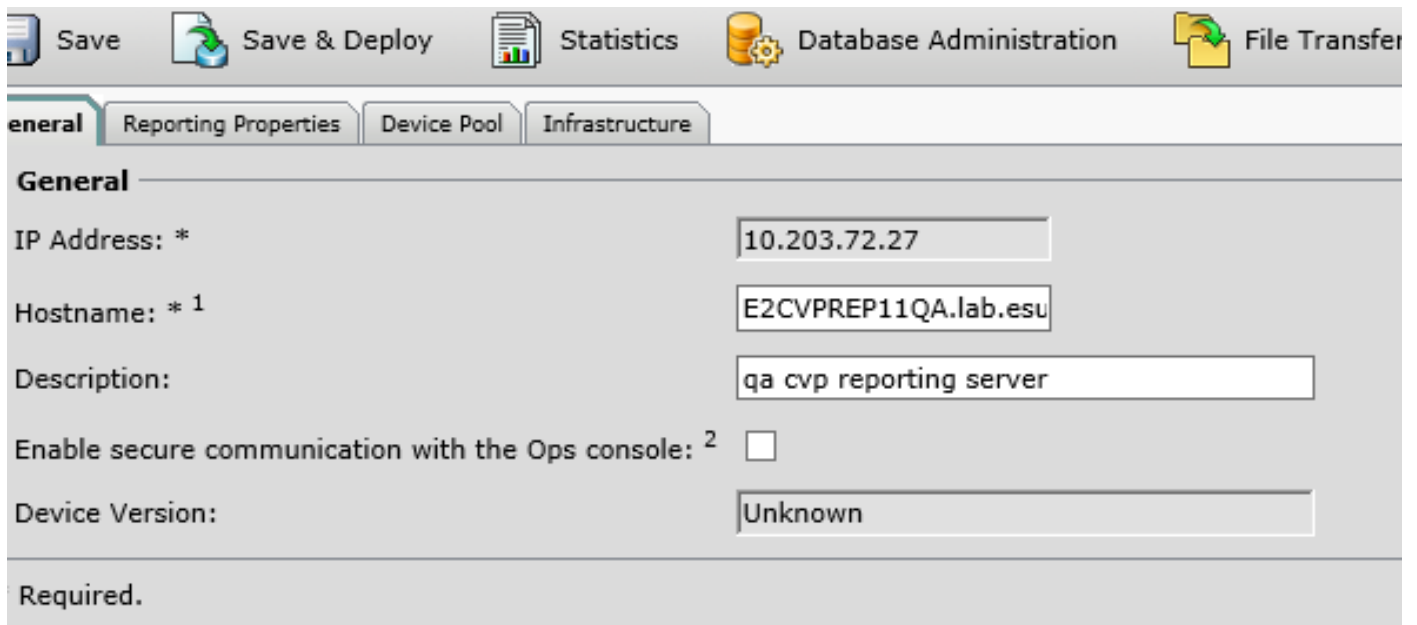 Save Save & Deploy Statistics Database Administration File Transfer
eneral Reporting Properties Device Pool Infrastructure
General
IP Address: * 10.203.72.27
Hostname: * 1 E2CVPREP11QA.lab.esu
Description: qa cvp reporting server
Enable secure communication with the Ops console: 2
Device Version: Unknown
Required.